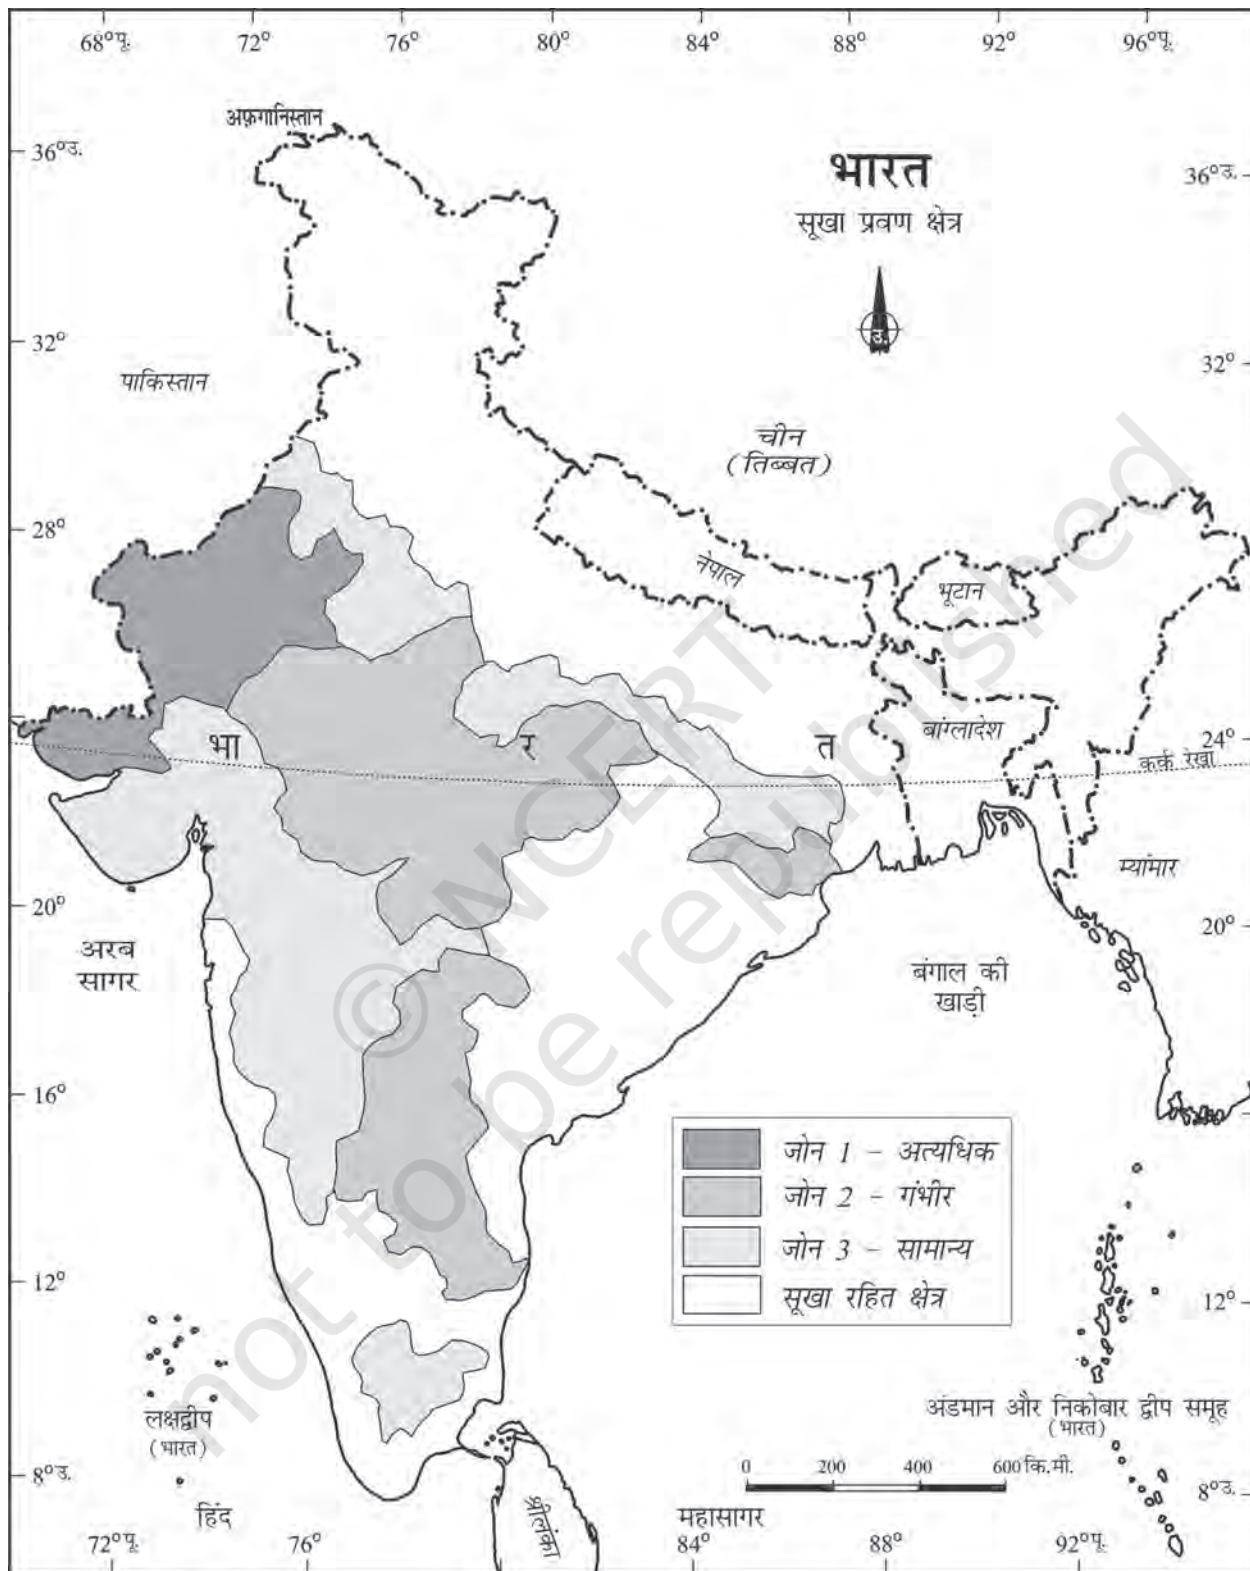 68°पू. 72° 76° 80° 84° 88° 92° 96°पू.
अफ़गानिस्तान
36°उ.
भारत
36°उ.
सूखा प्रवण क्षेत्र
उ.
32°
32°
पाकिस्तान
चीन
(तिब्बत)
28°
नेपाल
भूटान
भा र त
बांग्लादेश
24°
कर्क रेखा
म्यांमार
20°
20°
अरब
सागर
बंगाल की
खाड़ी
16°
जोन 1 – अत्यधिक
जोन 2 – गंभीर
जोन 3 – सामान्य
सूखा रहित क्षेत्र
12°
12°
लक्षद्वीप
(भारत)
अंडमान और निकोबार द्वीप समूह
(भारत)
0 200 400 600 कि.मी.
8°उ.
8°उ.
हिंद
महासागर
श्रीलंका
72°पू. 76° 84° 88° 92°पू.
© NCERT
not to be republished